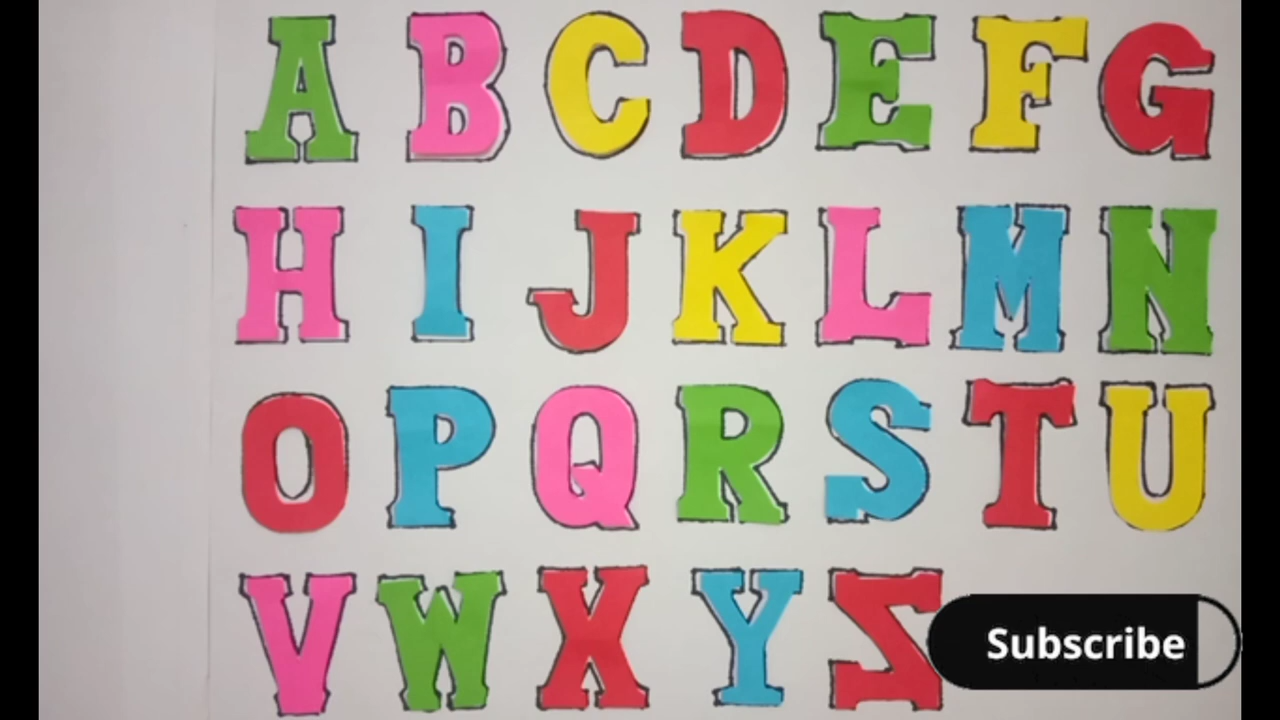 A B C D E F G
H I J K L M N
O P Q R S T U
V W X Y Z
Subscribe